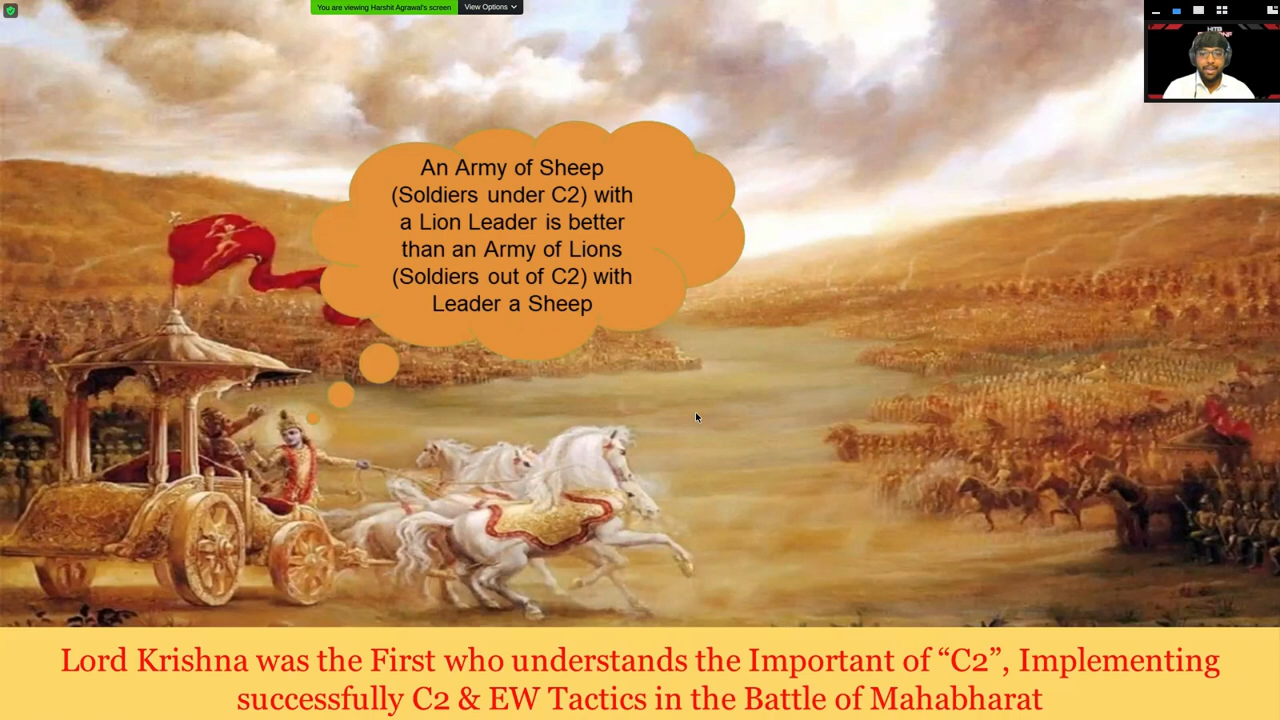 You are viewing Harshit Agrawal's screen
View Options
An Army of Sheep
(Soldiers under C2) with
a Lion Leader is better
than an Army of Lions
(Soldiers out of C2) with
Leader a Sheep
Lord Krishna was the First who understands the Important of “C2”, Implementing
successfully C2 & EW Tactics in the Battle of Mahabharat